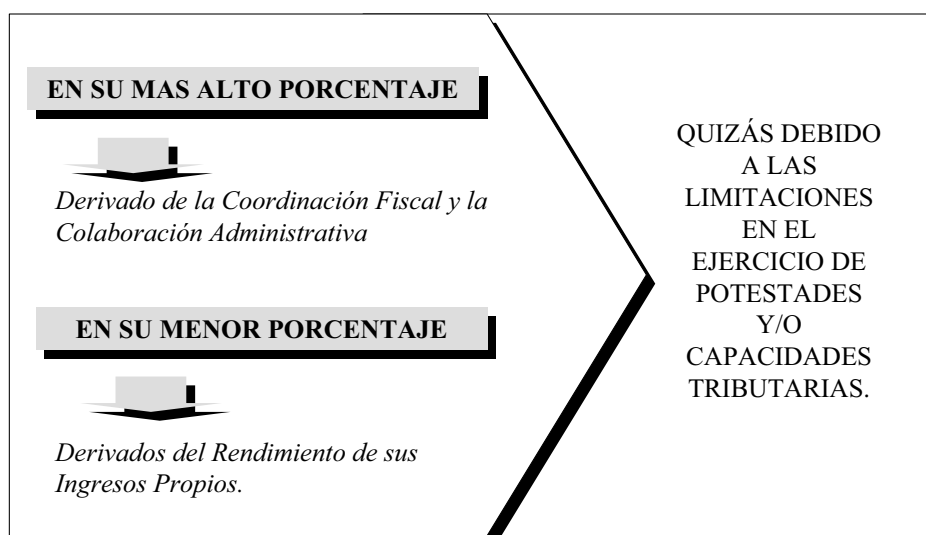 EN SU MAS ALTO PORCENTAJE
Derivado de la Coordinación Fiscal y la
Colaboración Administrativa
EN SU MENOR PORCENTAJE
Derivados del Rendimiento de sus
Ingresos Propios.
QUIZÁS DEBIDO
A LAS
LIMITACIONES
EN EL
EJERCICIO DE
POTESTADES
Y/O
CAPACIDADES
TRIBUTARIAS.